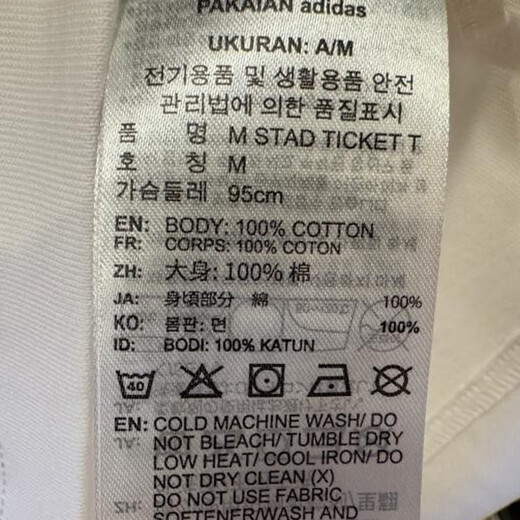 PAKAIAN adidas
UKURAN: A/M
전기용품 및 생활용품 안전
관리법에 의한 품질표시
품 명 M STAD TICKET T
호 칭 M
가슴둘레 95cm
EN: BODY: 100% COTTON
FR: CORPS: 100% COTON
ZH: 大身: 100% 棉
JA: 身頃部分 綿 100%
KO: 몸판: 면 100%
ID: BODI: 100% KATUN
40
EN: COLD MACHINE WASH/ DO
NOT BLEACH/ TUMBLE DRY
LOW HEAT/ COOL IRON/ DO
NOT DRY CLEAN (X)
DO NOT USE FABRIC
SOFTENER/WASH AND